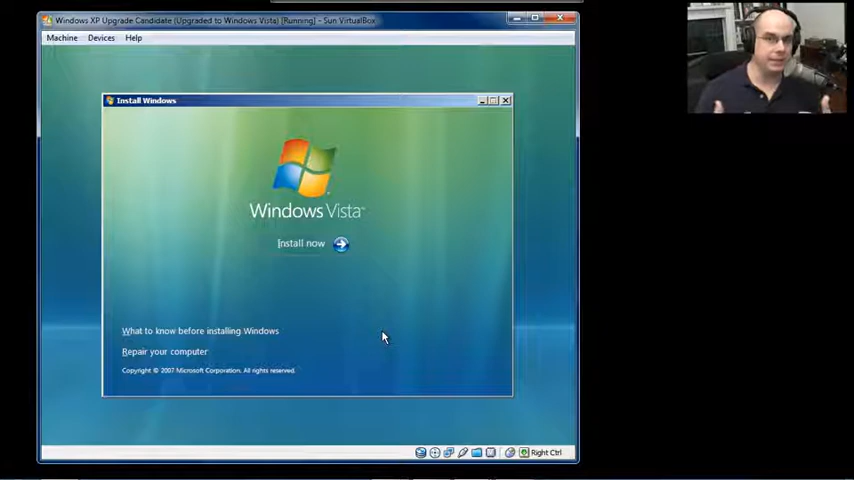 Windows XP Upgrade Candidate (Upgraded to Windows Vista) [Running] - Sun VirtualBox
Machine Devices Help
Install Windows
Windows Vista™
Install now
What to know before installing Windows
Repair your computer
Copyright © 2007 Microsoft Corporation. All rights reserved.
Right Ctrl